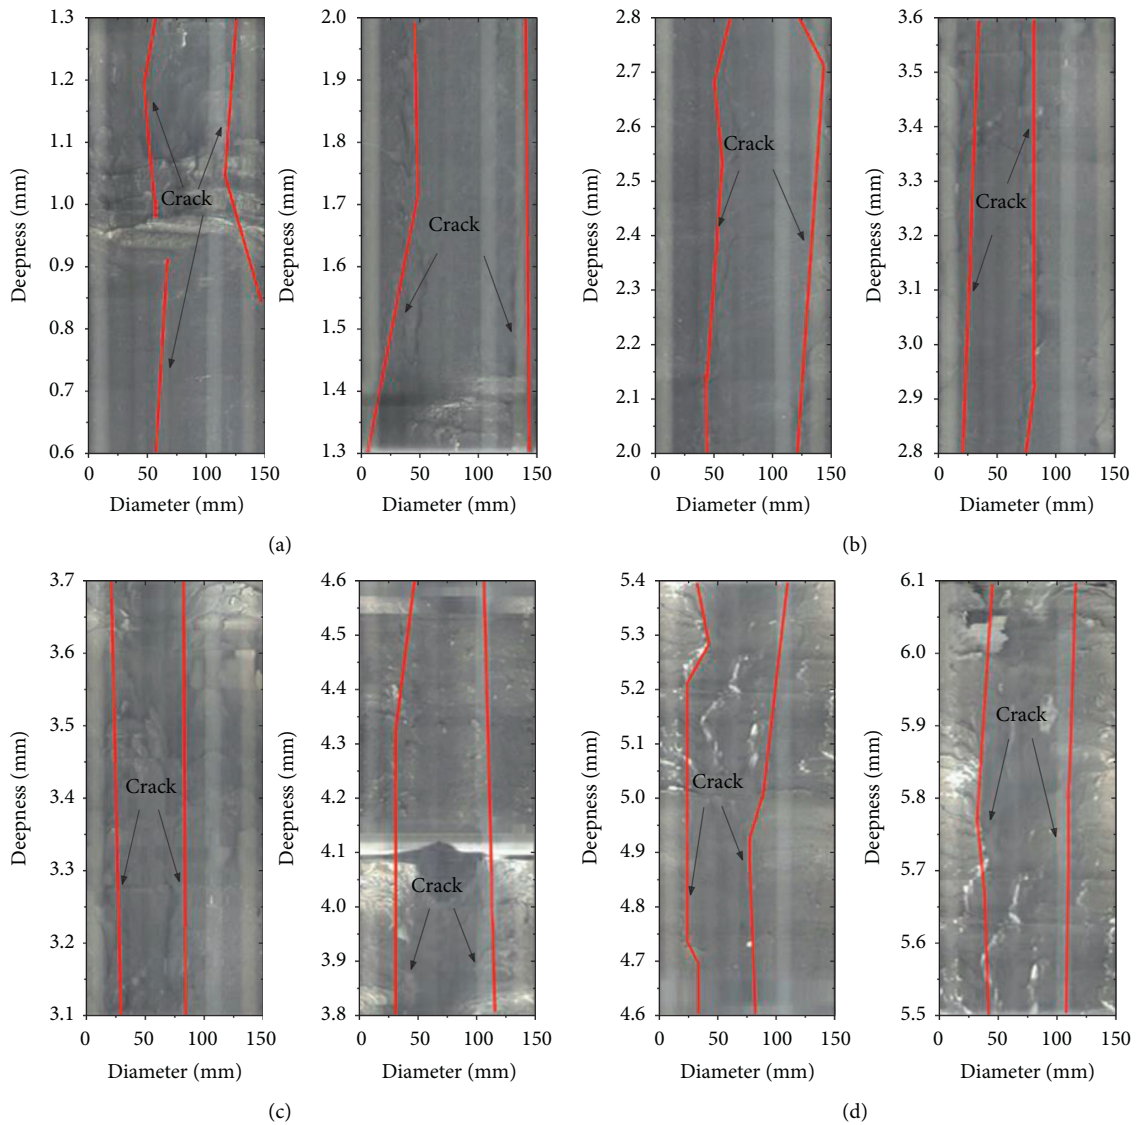 1.3
1.2
1.1
1.0
0.9
0.8
0.7
0.6
Deepness (mm)
Crack
0 50 100 150
Diameter (mm)
2.0
1.9
1.8
1.7
1.6
1.5
1.4
1.3
Deepness (mm)
Crack
0 50 100 150
Diameter (mm)
(a)
2.8
2.7
2.6
2.5
2.4
2.3
2.2
2.1
2.0
Deepness (mm)
Crack
0 50 100 150
Diameter (mm)
3.6
3.5
3.4
3.3
3.2
3.1
3.0
2.9
2.8
Deepness (mm)
Crack
0 50 100 150
Diameter (mm)
(b)
3.7
3.6
3.5
3.4
3.3
3.2
3.1
Deepness (mm)
Crack
0 50 100 150
Diameter (mm)
4.6
4.5
4.4
4.3
4.2
4.1
4.0
3.9
3.8
Deepness (mm)
Crack
0 50 100 150
Diameter (mm)
(c)
5.4
5.3
5.2
5.1
5.0
4.9
4.8
4.7
4.6
Deepness (mm)
Crack
0 50 100 150
Diameter (mm)
6.1
6.0
5.9
5.8
5.7
5.6
5.5
Deepness (mm)
Crack
0 50 100 150
Diameter (mm)
(d)